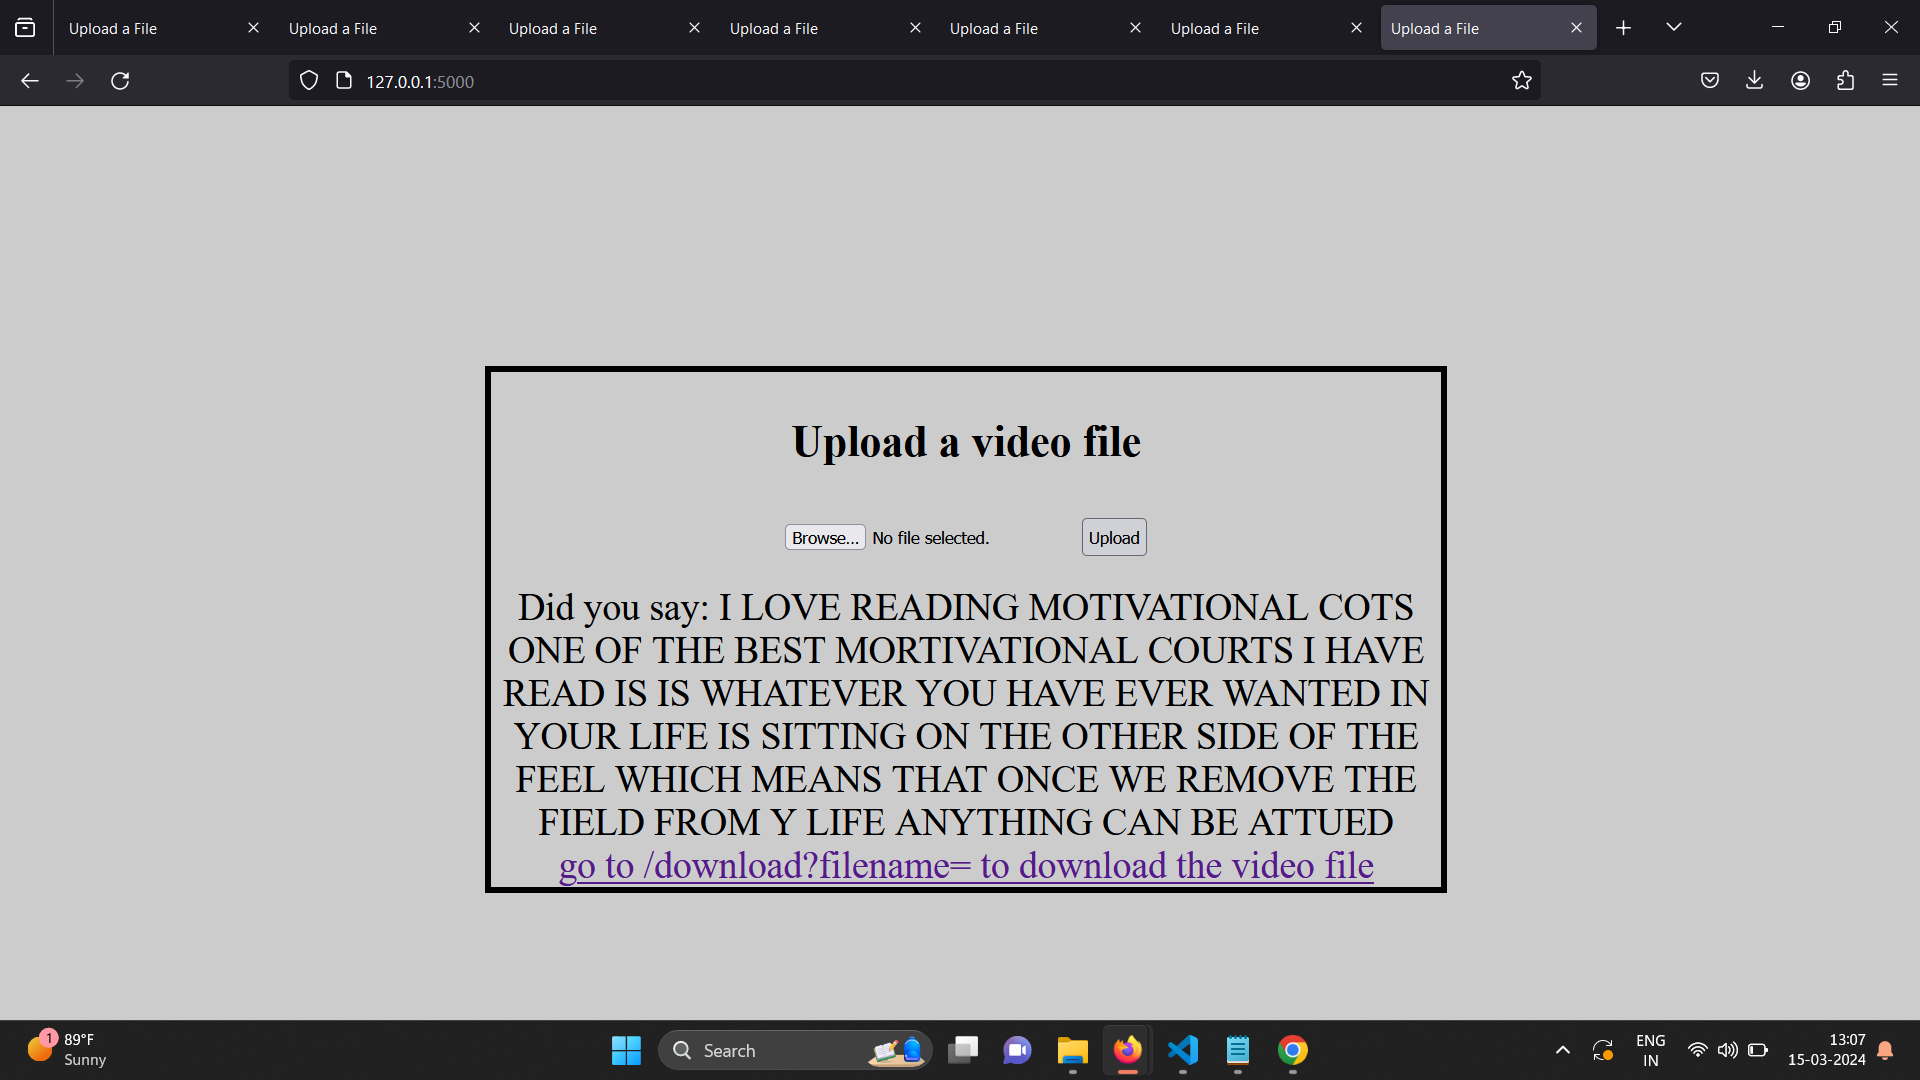 Upload a File
Upload a File
Upload a File
Upload a File
Upload a File
Upload a File
Upload a File
127.0.0.1:5000
Upload a video file
Browse... No file selected. Upload
Did you say: I LOVE READING MOTIVATIONAL COTS
ONE OF THE BEST MORTIVATIONAL COURTS I HAVE
READ IS IS WHATEVER YOU HAVE EVER WANTED IN
YOUR LIFE IS SITTING ON THE OTHER SIDE OF THE
FEEL WHICH MEANS THAT ONCE WE REMOVE THE
FIELD FROM Y LIFE ANYTHING CAN BE ATTUED
go to /download?filename= to download the video file
1
89°F
Sunny
Search
ENG
IN
13:07
15-03-2024